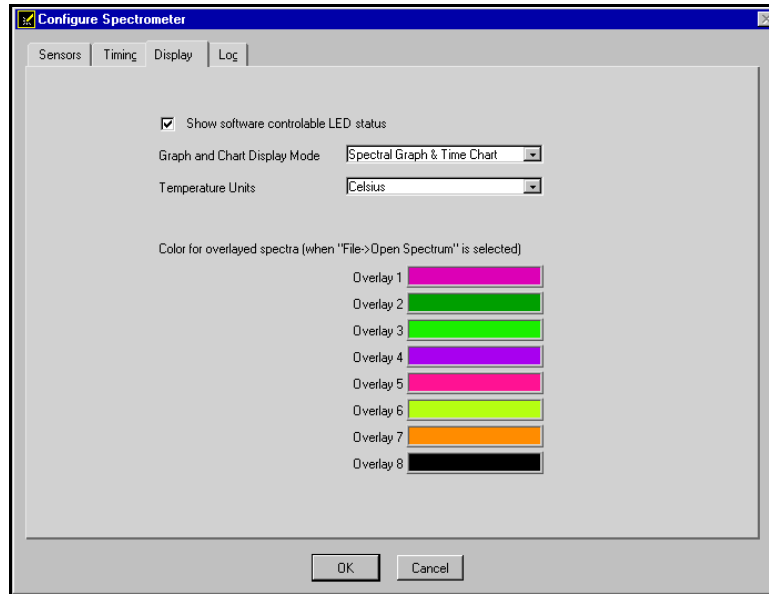 Configure Spectrometer
Sensors Timing Display Log
Show software controlable LED status
Graph and Chart Display Mode Spectral Graph & Time Chart
Temperature Units Celsius
Color for overlayed spectra (when "File->Open Spectrum" is selected)
Overlay 1
Overlay 2
Overlay 3
Overlay 4
Overlay 5
Overlay 6
Overlay 7
Overlay 8
OK Cancel